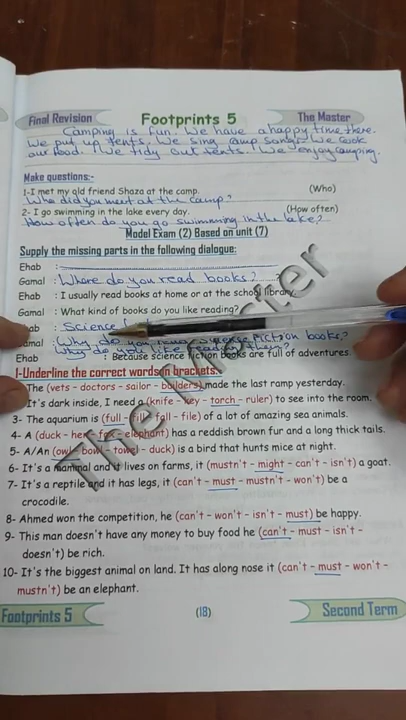 Final Revision Footprints 5 The Master
Camping is fun. We have a happy time there.
We put up tents. We sing camp songs. We cook
our food. We tidy our tents. We enjoy camping.
Make questions:-
1-I met my old friend Shaza at the camp. (Who)
Who did you meet at the camp?
2- I go swimming in the lake every day. (How often)
How often do you go swimming in the lake?
Model Exam (2) Based on unit (7)
Supply the missing parts in the following dialogue:
Ehab :
Gamal : Where do you read books? ?
Ehab : I usually read books at home or at the school library
Gamal : What kind of books do you like reading?
: Science
: Why do you books?
Why do you like reading them?
Ehab : Because science fiction books are full of adventures.
1-Underline the correct words in brackets:-
The (vets - doctors - sailor - builders) made the last ramp yesterday.
It's dark inside, I need a (knife - key - torch - ruler) to see into the room.
3- The aquarium is (full - fill - fall - file) of a lot of amazing sea animals.
4- A (duck - hen - fox - elephant) has a reddish brown fur and a long thick tails.
5- A/An (owl - bowl - towel - duck) is a bird that hunts mice at night.
6- It's a mammal and it lives on farms, it (mustn't - might - can't - isn't) a goat.
7- It's a reptile and it has legs, it (can't - must - mustn't - won't) be a
crocodile.
8- Ahmed won the competition, he (can't - won't - isn't - must) be happy.
9- This man doesn't have any money to buy food he (can't - must - isn't -
doesn't) be rich.
10- It's the biggest animal on land. It has along nose it (can't - must - won't -
mustn't) be an elephant.
Footprints 5 (18) Second Term
The Master